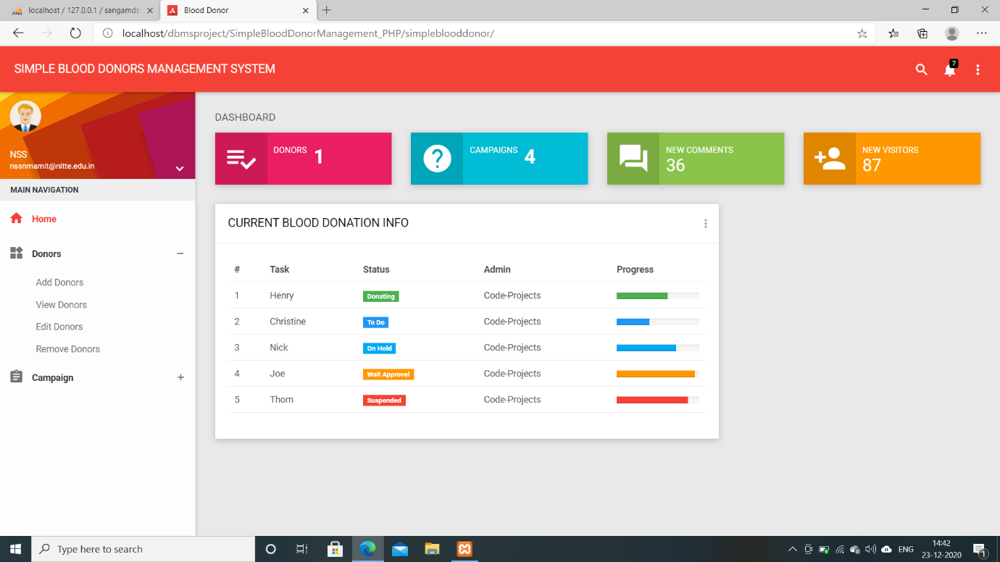 localhost / 127.0.0.1 / sangamdb
Blood Donor
localhost/dbmsproject/SimpleBloodDonorManagement_PHP/simpleblooddonor/
SIMPLE BLOOD DONORS MANAGEMENT SYSTEM
7
NSS
nssnmamit@nitte.edu.in
MAIN NAVIGATION
Home
Donors
Add Donors
View Donors
Edit Donors
Remove Donors
Campaign
DASHBOARD
DONORS 1
CAMPAIGNS 4
NEW COMMENTS
36
NEW VISITORS
87
CURRENT BLOOD DONATION INFO
# Task Status Admin Progress
1 Henry Donating Code-Projects
2 Christine To Do Code-Projects
3 Nick On Hold Code-Projects
4 Joe Wait Approvel Code-Projects
5 Thom Suspended Code-Projects
Type here to search
ENG
14:42
23-12-2020
1